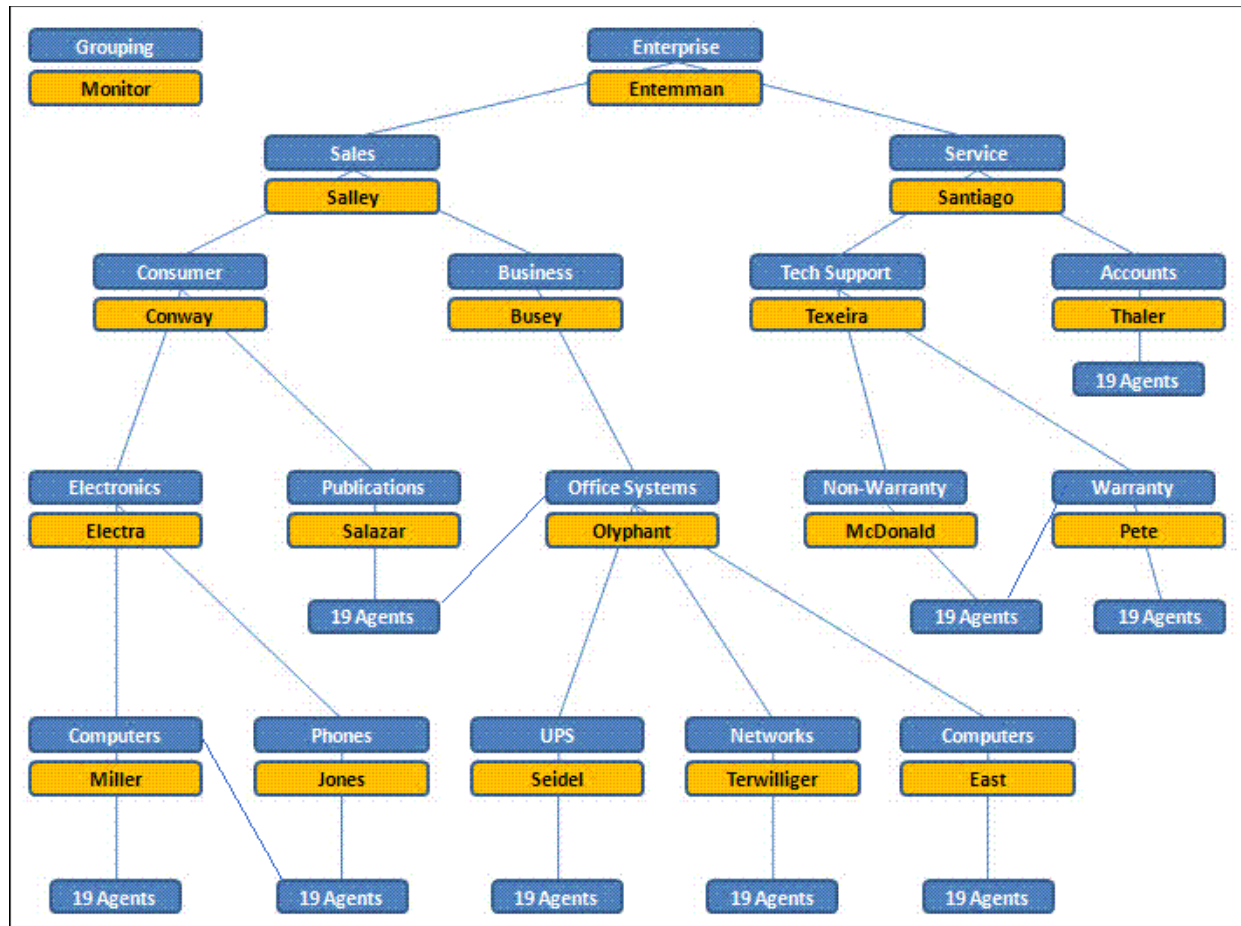 Grouping
Enterprise
Monitor
Entemman
Sales
Service
Salley
Santiago
Consumer
Business
Tech Support
Accounts
Conway
Busey
Texeira
Thaler
19 Agents
Electronics
Publications
Office Systems
Non-Warranty
Warranty
Electra
Salazar
Olyphant
McDonald
Pete
19 Agents
19 Agents
19 Agents
Computers
Phones
UPS
Networks
Computers
Miller
Jones
Seidel
Terwilliger
East
19 Agents
19 Agents
19 Agents
19 Agents
19 Agents